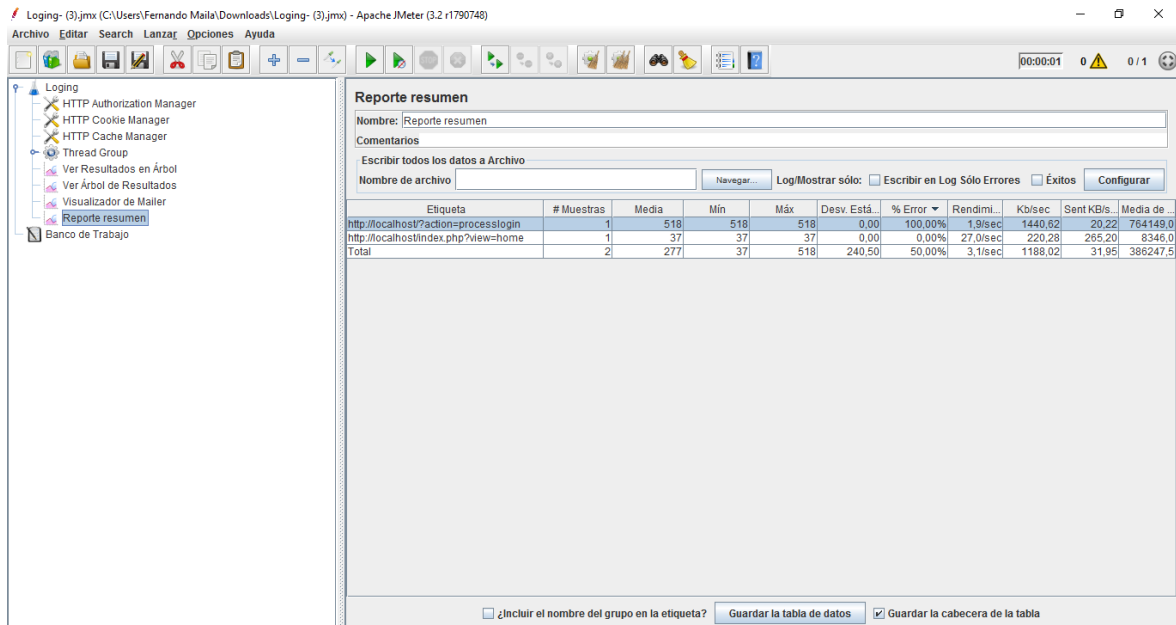 Loging- (3).jmx (C:\Users\Fernando Maila\Downloads\Loging- (3).jmx) - Apache JMeter (3.2 r1790748)
Archivo Editar Search Lanzar Opciones Ayuda
00:00:01 0 0 / 1
Loging
HTTP Authorization Manager
HTTP Cookie Manager
HTTP Cache Manager
Thread Group
Ver Resultados en Árbol
Ver Árbol de Resultados
Visualizador de Mailer
Reporte resumen
Banco de Trabajo
Reporte resumen
Nombre: Reporte resumen
Comentarios
Escribir todos los datos a Archivo
Nombre de archivo Navegar... Log/Mostrar sólo: Escribir en Log Sólo Errores Éxitos Configurar
Etiqueta # Muestras Media Mín Máx Desv. Está... % Error Rendimi... Kb/sec Sent KB/s... Media de ...
http://localhost/?action=processlogin 1 518 518 518 0,00 100,00% 1,9/sec 1440,62 20,22 764149,0
http://localhost/index.php?view=home 1 37 37 37 0,00 0,00% 27,0/sec 220,28 265,20 8346,0
Total 2 277 37 518 240,50 50,00% 3,1/sec 1188,02 31,95 386247,5
¿Incluir el nombre del grupo en la etiqueta? Guardar la tabla de datos Guardar la cabecera de la tabla